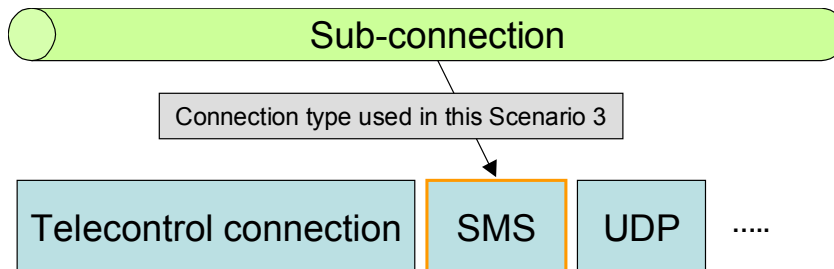 Sub-connection
Connection type used in this Scenario 3
Telecontrol connection SMS UDP .....